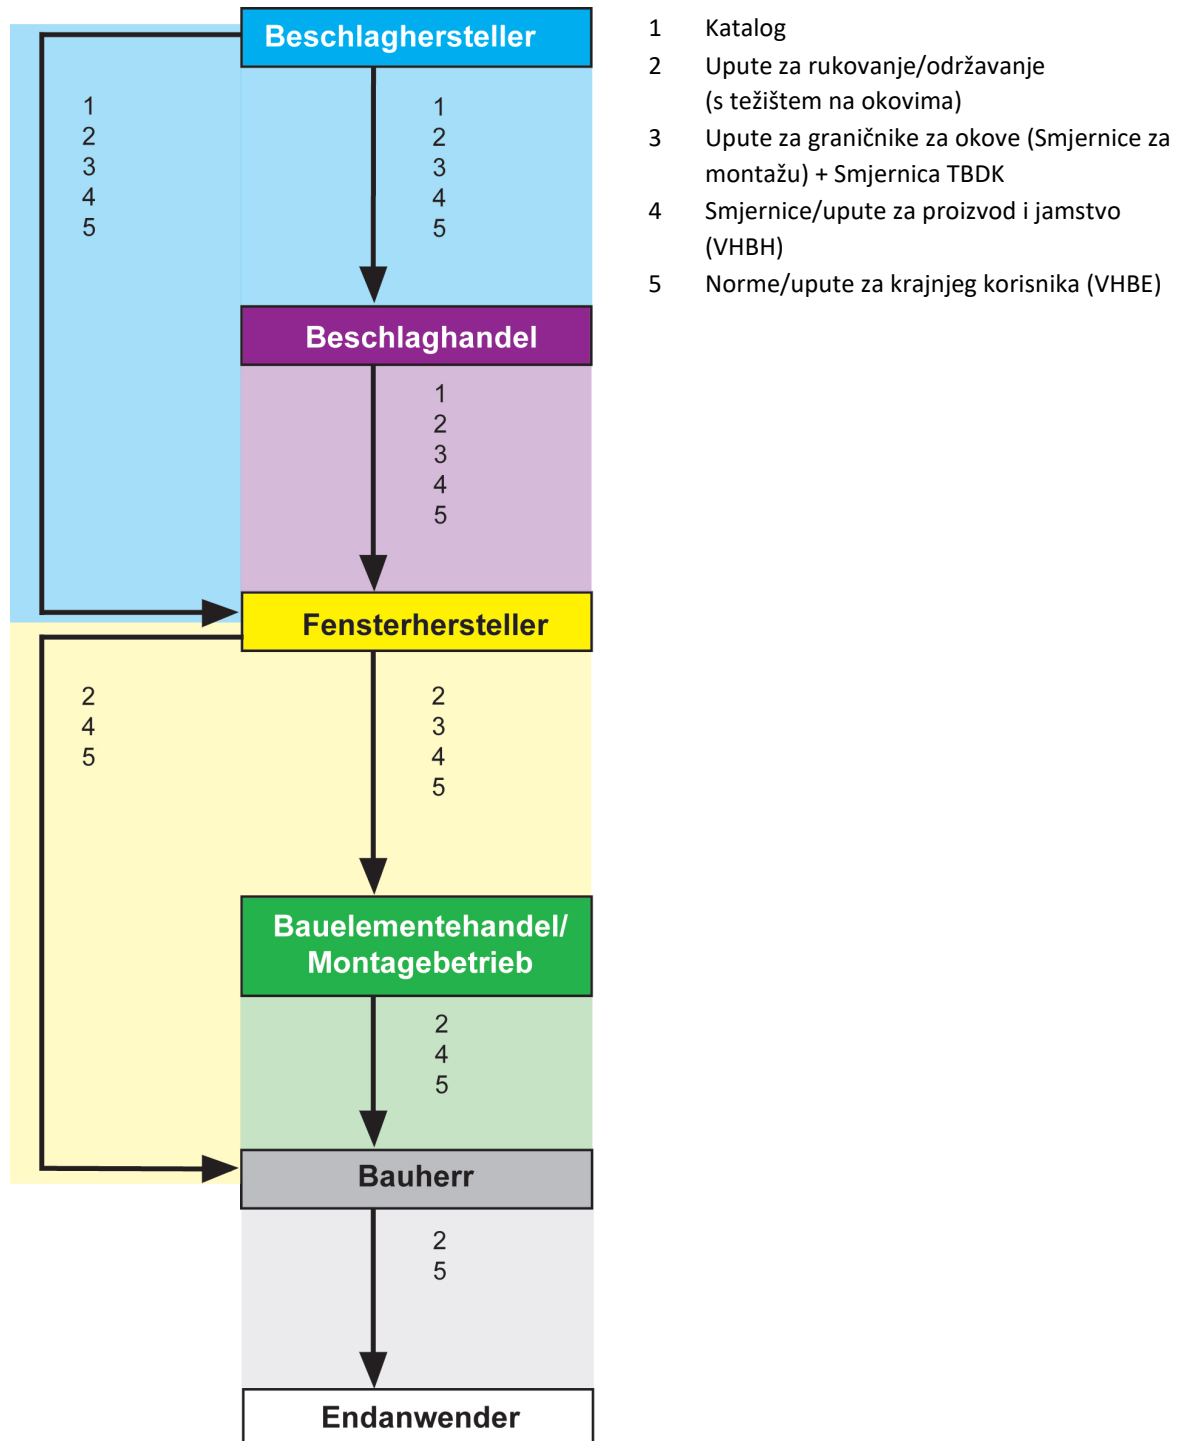 Beschlaghersteller
1
2
3
4
5
1
2
3
4
5
Beschlaghandel
1
2
3
4
5
Fensterhersteller
2
4
5
2
3
4
5
Bauelementehandel/
Montagebetrieb
2
4
5
Bauherr
2
5
Endanwender
1 Katalog
2 Upute za rukovanje/održavanje
(s težištem na okovima)
3 Upute za graničnike za okove (Smjernice za
montažu) + Smjernica TBDK
4 Smjernice/upute za proizvod i jamstvo
(VHBH)
5 Norme/upute za krajnjeg korisnika (VHBE)